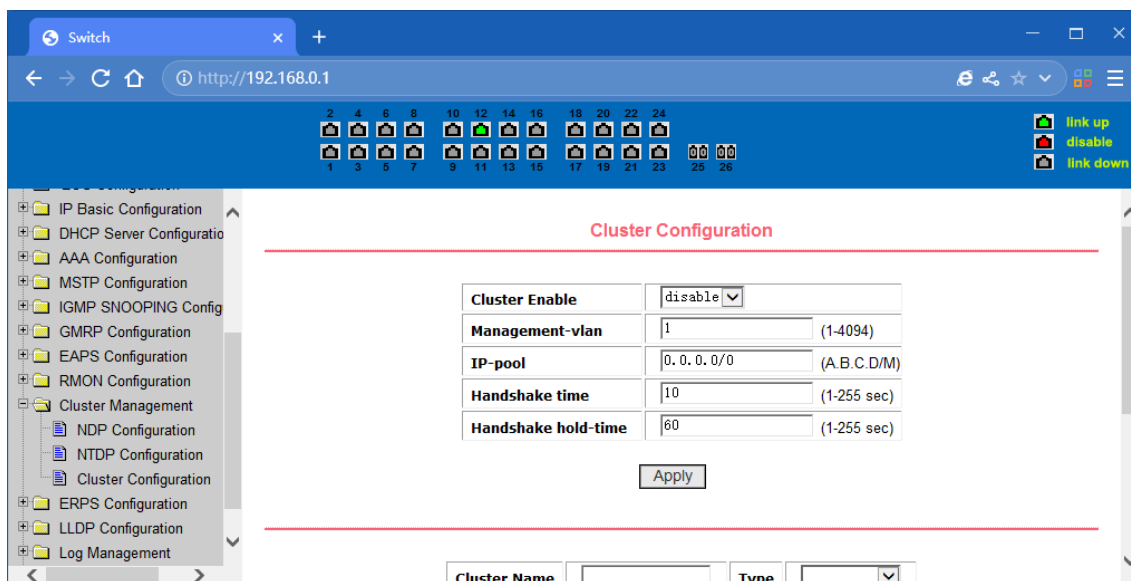 Switch
http://192.168.0.1
2 4 6 8 10 12 14 16 18 20 22 24
1 3 5 7 9 11 13 15 17 19 21 23 25 26
link up
disable
link down
IP Basic Configuration
DHCP Server Configuratio
AAA Configuration
MSTP Configuration
IGMP SNOOPING Config
GMRP Configuration
EAPS Configuration
RMON Configuration
Cluster Management
NDP Configuration
NTDP Configuration
Cluster Configuration
ERPS Configuration
LLDP Configuration
Log Management
Cluster Configuration
Cluster Enable disable
Management-vlan 1 (1-4094)
IP-pool 0.0.0.0/0 (A.B.C.D/M)
Handshake time 10 (1-255 sec)
Handshake hold-time 60 (1-255 sec)
Apply
Cluster Name Type